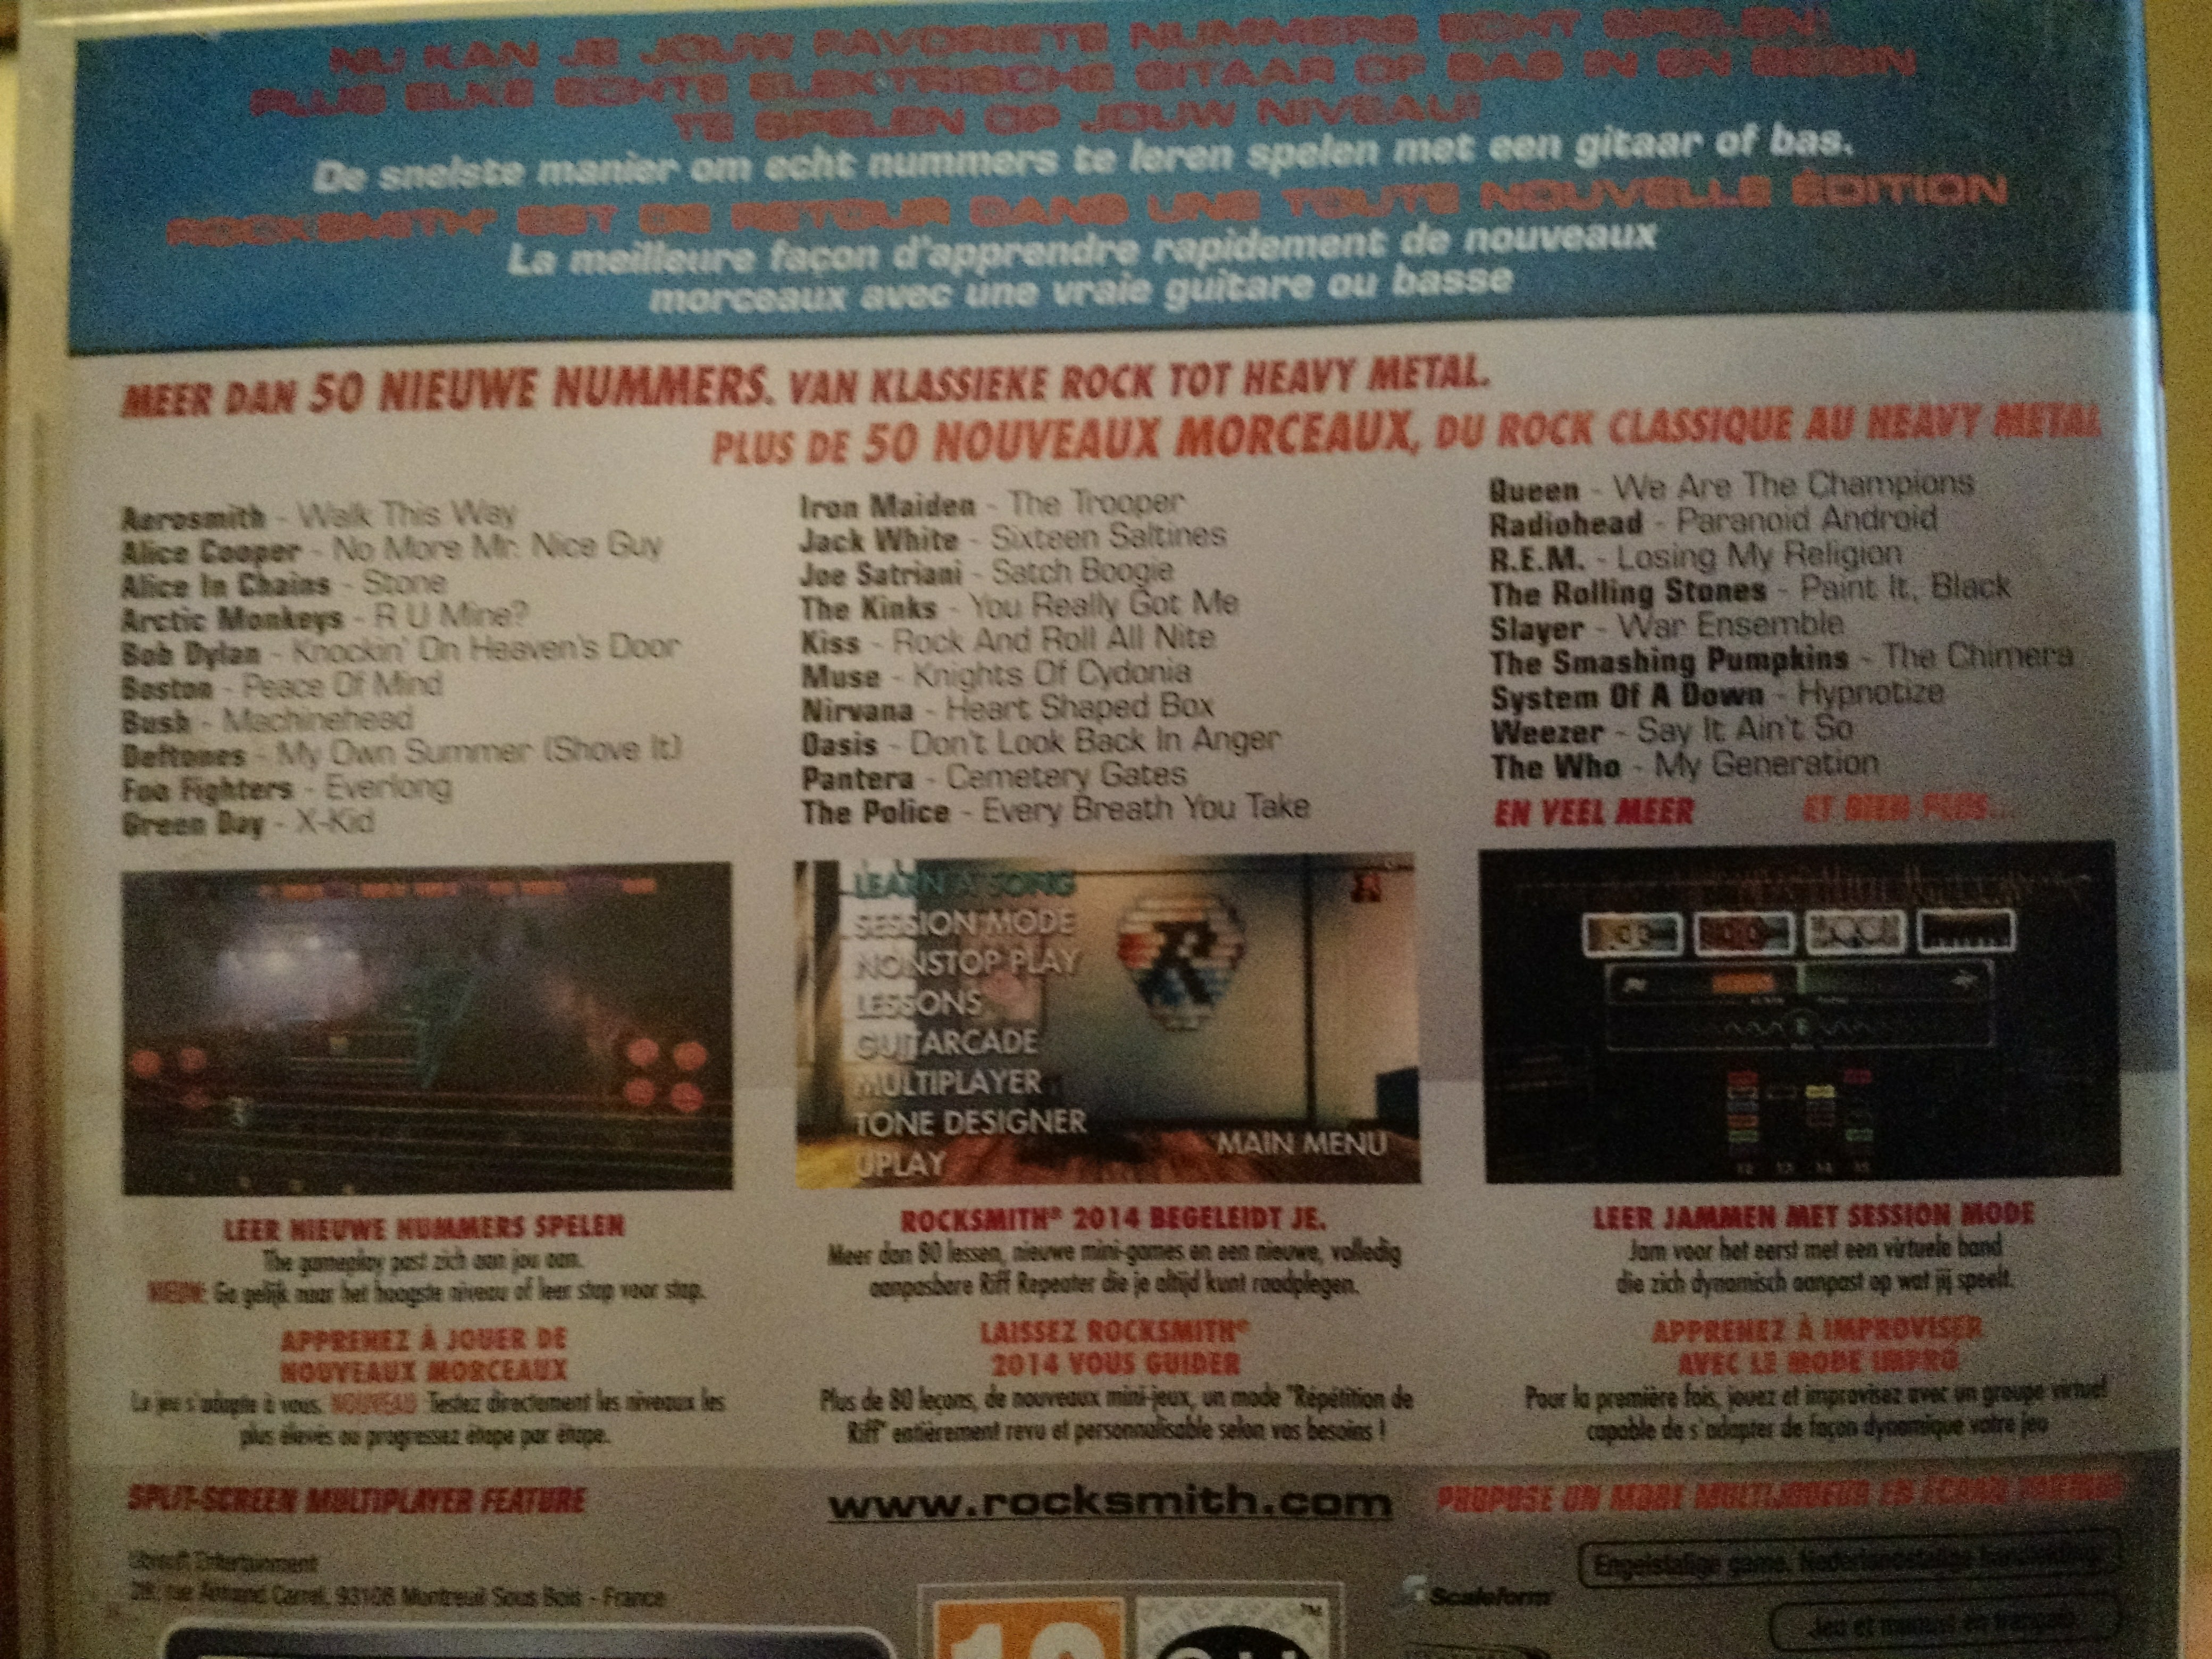 NU KAN JE JOUW FAVORIETE NUMMERS ECHT SPELEN!
PLUG ELKE ECHTE ELEKTRISCHE GITAAR OF BAS IN EN BEGIN
TE SPELEN OP JOUW NIVEAU!
De snelste manier om echt nummers te leren spelen met een gitaar of bas.
ROCKSMITH® EST DE RETOUR DANS UNE TOUTE NOUVELLE ÉDITION
La meilleure façon d'apprendre rapidement de nouveaux
morceaux avec une vraie guitare ou basse
MEER DAN 50 NIEUWE NUMMERS. VAN KLASSIEKE ROCK TOT HEAVY METAL.
PLUS DE 50 NOUVEAUX MORCEAUX, DU ROCK CLASSIQUE AU HEAVY METAL
Aerosmith - Walk This Way
Alice Cooper - No More Mr. Nice Guy
Alice In Chains - Stone
Arctic Monkeys - R U Mine?
Bob Dylan - Knockin' On Heaven's Door
Boston - Peace Of Mind
Bush - Machinehead
Deftones - My Own Summer (Shove It)
Foo Fighters - Everlong
Green Day - X-Kid
Iron Maiden - The Trooper
Jack White - Sixteen Saltines
Joe Satriani - Satch Boogie
The Kinks - You Really Got Me
Kiss - Rock And Roll All Nite
Muse - Knights Of Cydonia
Nirvana - Heart Shaped Box
Oasis - Don't Look Back In Anger
Pantera - Cemetery Gates
The Police - Every Breath You Take
Queen - We Are The Champions
Radiohead - Paranoid Android
R.E.M. - Losing My Religion
The Rolling Stones - Paint It, Black
Slayer - War Ensemble
The Smashing Pumpkins - The Chimera
System Of A Down - Hypnotize
Weezer - Say It Ain't So
The Who - My Generation
EN VEEL MEER ET BIEN PLUS...
LEARN A SONG
SESSION MODE
NONSTOP PLAY
LESSONS
GUITARCADE
MULTIPLAYER
TONE DESIGNER
UPLAY
MAIN MENU
LEER NIEUWE NUMMERS SPELEN
The gameplay past zich aan jou aan.
NIEUW: Ga gelijk naar het hoogste niveau of leer stap voor stap.
APPRENEZ À JOUER DE
NOUVEAUX MORCEAUX
Le jeu s'adapte à vous. NOUVEAU Testez directement les niveaux les
plus élevés ou progressez étape par étape.
ROCKSMITH® 2014 BEGELEIDT JE.
Meer dan 80 lessen, nieuwe mini-games en een nieuwe, volledig
aanpasbare Riff Repeater die je altijd kunt raadplegen.
LAISSEZ ROCKSMITH®
2014 VOUS GUIDER
Plus de 80 leçons, de nouveaux mini-jeux, un mode "Répétition de
Riff" entièrement revu et personnalisable selon vos besoins !
LEER JAMMEN MET SESSION MODE
Jam voor het eerst met een virtuele band
die zich dynamisch aanpast op wat jij speelt.
APPRENEZ À IMPROVISER
AVEC LE MODE IMPRO
Pour la première fois, jouez et improvisez avec un groupe virtuel
capable de s'adapter de façon dynamique votre jeu
SPLIT-SCREEN MULTIPLAYER FEATURE
www.rocksmith.com
PROPOSE UN MODE MULTIJOUEUR EN ÉCRAN PARTAGÉ
Ubisoft Entertainment
rue Armand Carrel, 93108 Montreuil Sous Bois - France
Scaleform
Engelstalige game. Nederlandstalige handleiding.
Jeu et manuel en français.